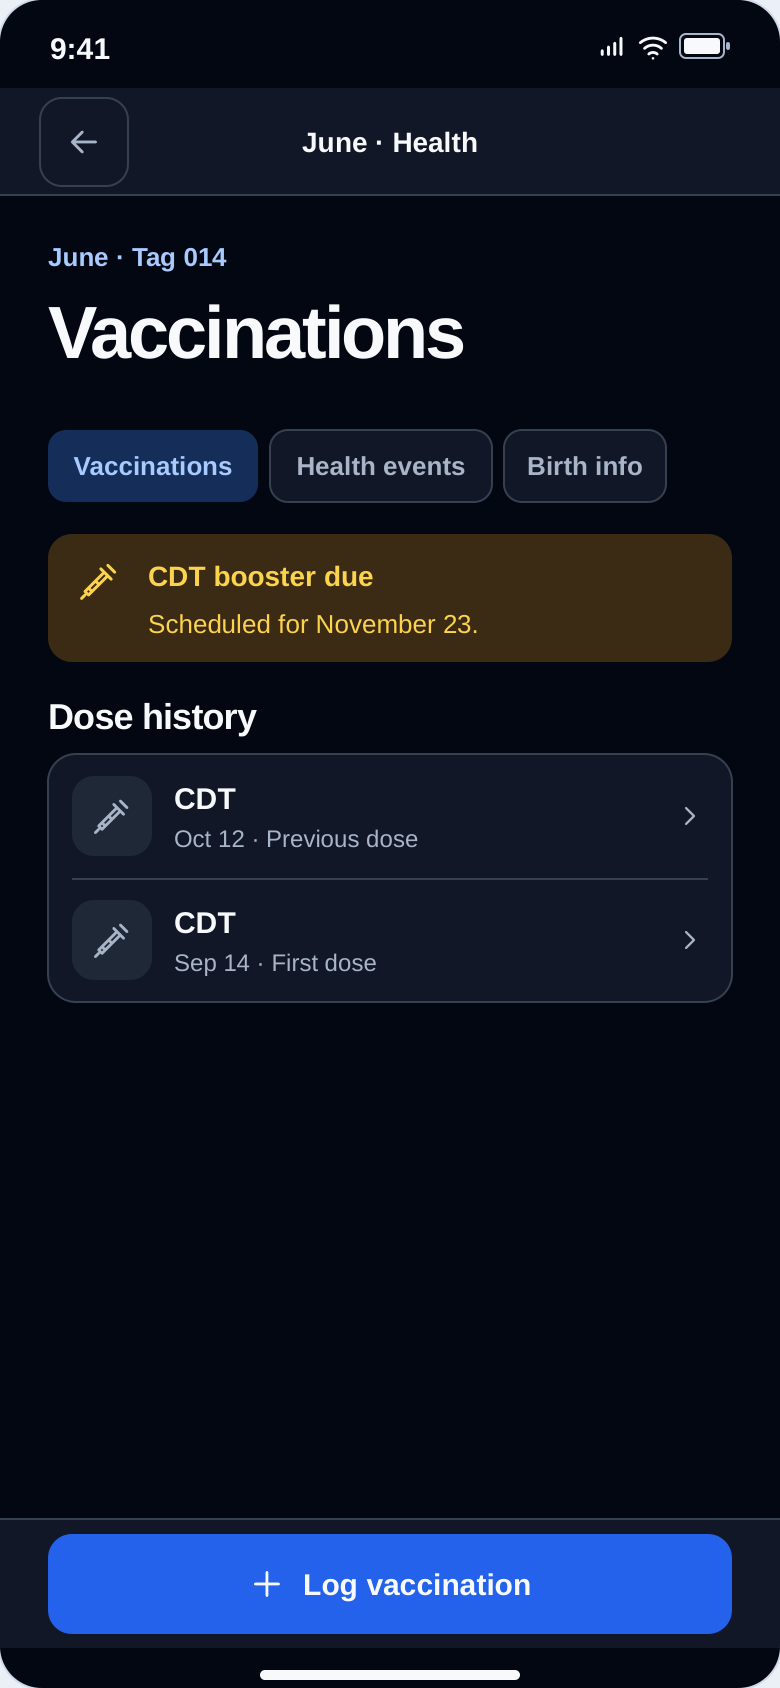 9:41
June · Health
June · Tag 014
Vaccinations
Vaccinations
Health events
Birth info
CDT booster due
Scheduled for November 23.
Dose history
CDT
Oct 12 · Previous dose
CDT
Sep 14 · First dose
Log vaccination